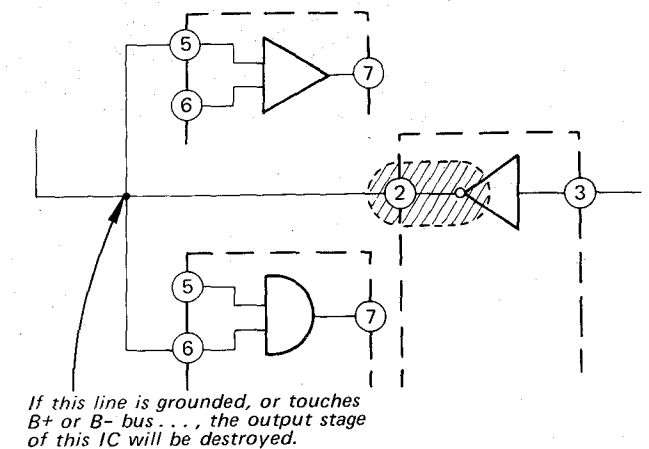 5
6
7
2
3
5
6
7
If this line is grounded, or touches
B+ or B- bus . . . , the output stage
of this IC will be destroyed.